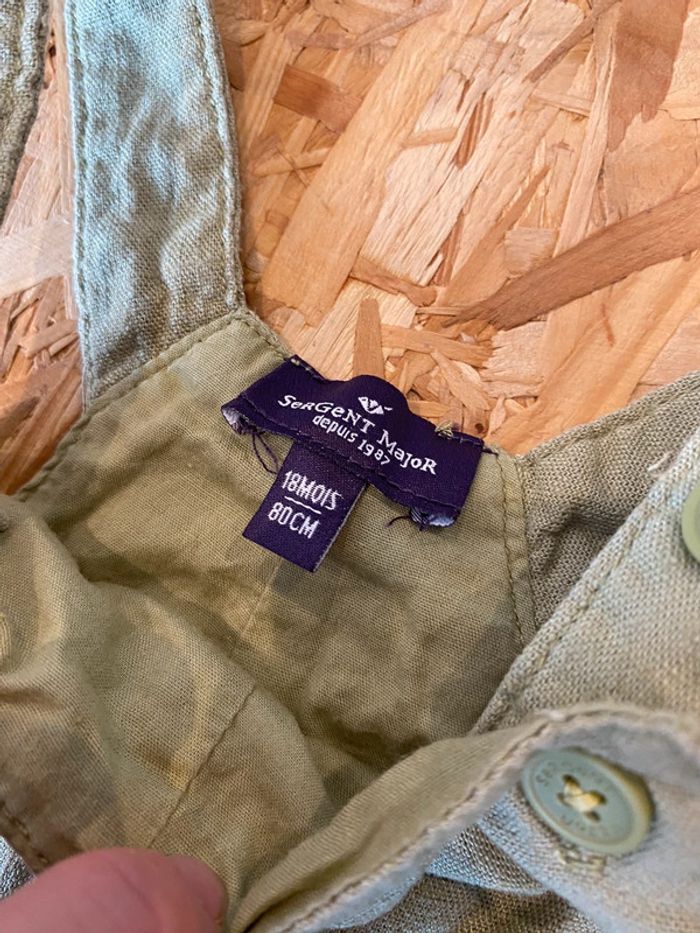 SeRGeNT MajoR
depuis 1987
18MOIS
80CM